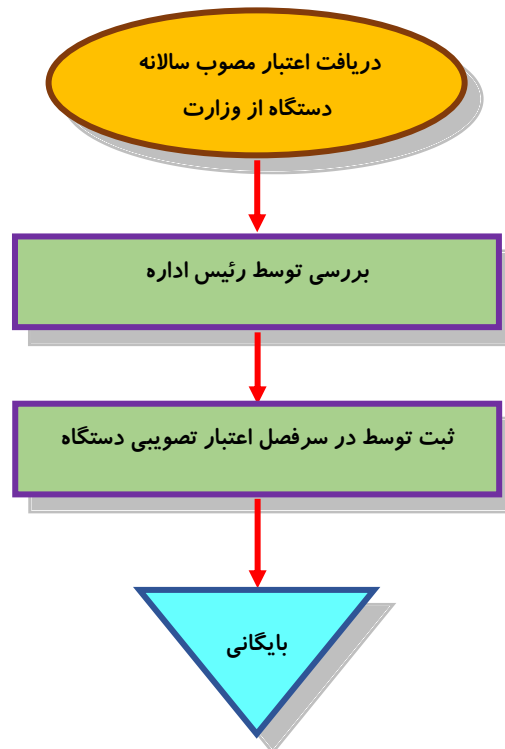 دریافت اعتبار مصوب سالانه
دستگاه از وزارت
بررسی توسط رئیس اداره
ثبت توسط در سرفصل اعتبار تصویبی دستگاه
بایگانی